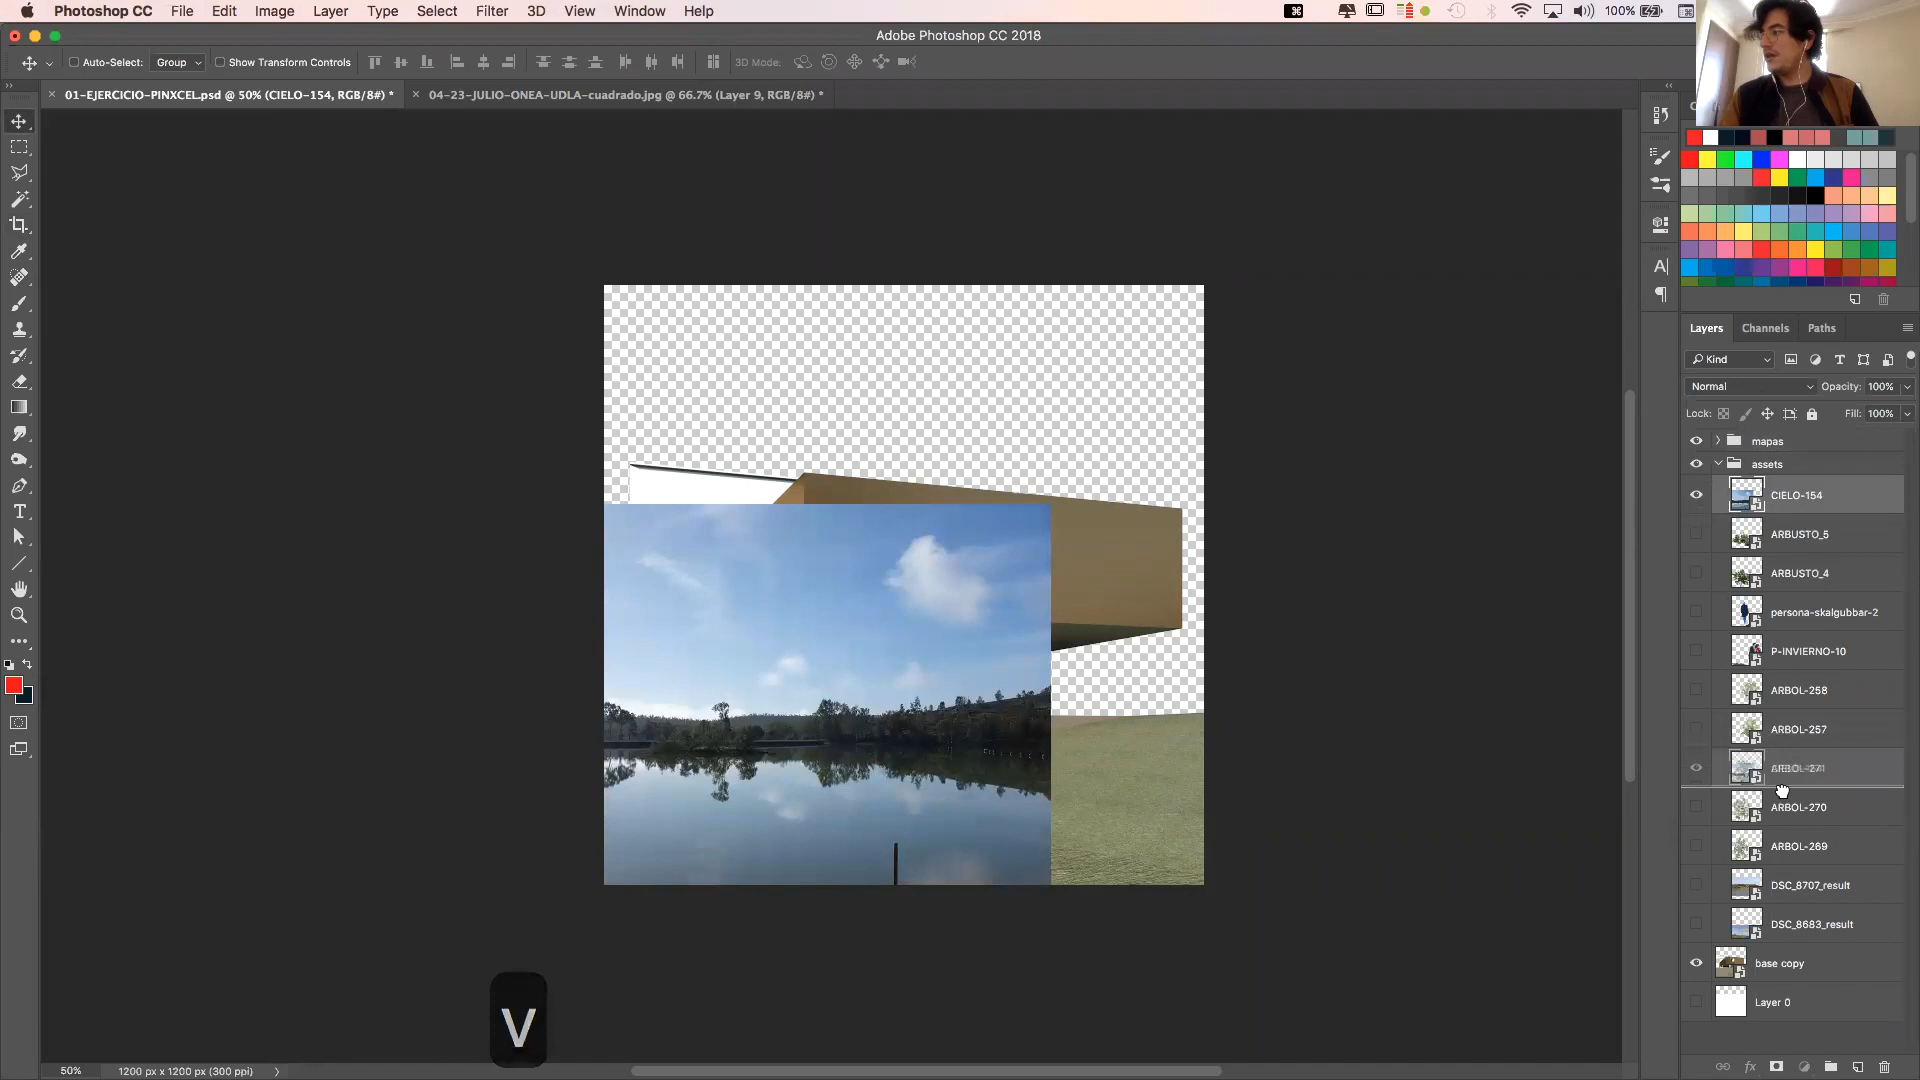 Photoshop CC File Edit Image Layer Type Select Filter 3D View Window Help 100%
Adobe Photoshop CC 2018
Auto-Select: Group Show Transform Controls 3D Mode:
01-EJERCICIO-PINXCEL.psd @ 50% (CIELO-154, RGB/8#) * 04-23-JULIO-ONEA-UDLA-cuadrado.jpg @ 66.7% (Layer 9, RGB/8#) *
Layers Channels Paths
Kind
Normal Opacity: 100%
Lock: Fill: 100%
mapas
assets
CIELO-154
ARBUSTO_5
ARBUSTO_4
persona-skalgubbar-2
P-INVIERNO-10
ARBOL-258
ARBOL-257
ARBOL-270
ARBOL-269
DSC_8707_result
DSC_8683_result
base copy
Layer 0
V
50% 1200 px x 1200 px (300 ppi)